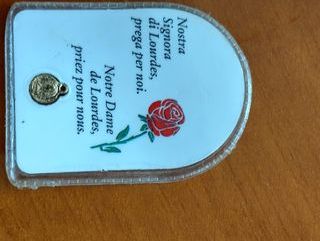 Nostra
Signora
di Lourdes,
prega per noi.
Notre Dame
de Lourdes,
priez pour nous.